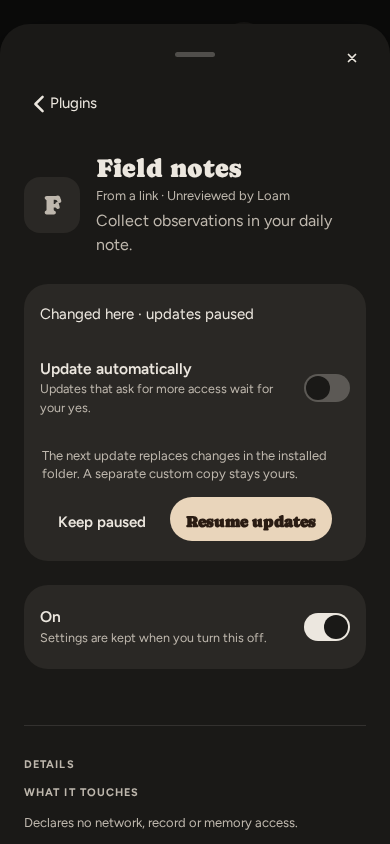 Plugins
F
Field notes
From a link · Unreviewed by Loam
Collect observations in your daily
note.
Changed here · updates paused
Update automatically
Updates that ask for more access wait for
your yes.
The next update replaces changes in the installed
folder. A separate custom copy stays yours.
Keep paused
Resume updates
On
Settings are kept when you turn this off.
DETAILS
WHAT IT TOUCHES
Declares no network, record or memory access.